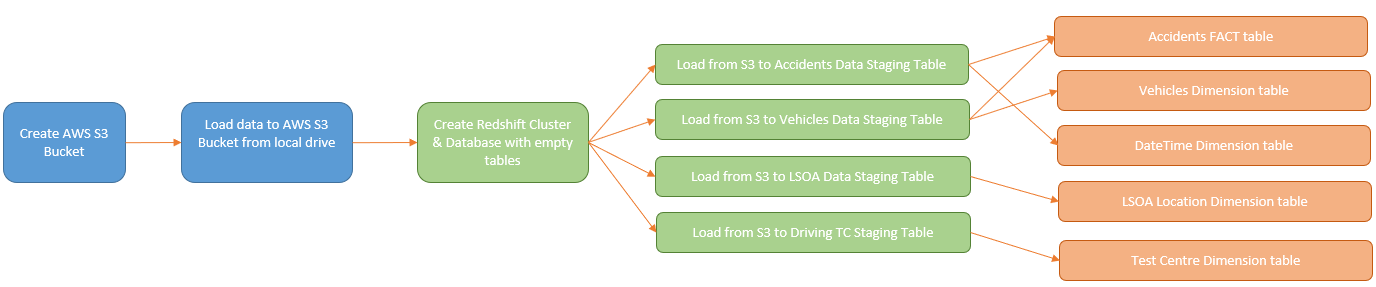 Create AWS S3
Bucket
Load data to AWS S3
Bucket from local drive
Create Redshift Cluster
& Database with empty
tables
Load from S3 to Accidents Data Staging Table
Load from S3 to Vehicles Data Staging Table
Load from S3 to LSOA Data Staging Table
Load from S3 to Driving TC Staging Table
Accidents FACT table
Vehicles Dimension table
DateTime Dimension table
LSOA Location Dimension table
Test Centre Dimension table